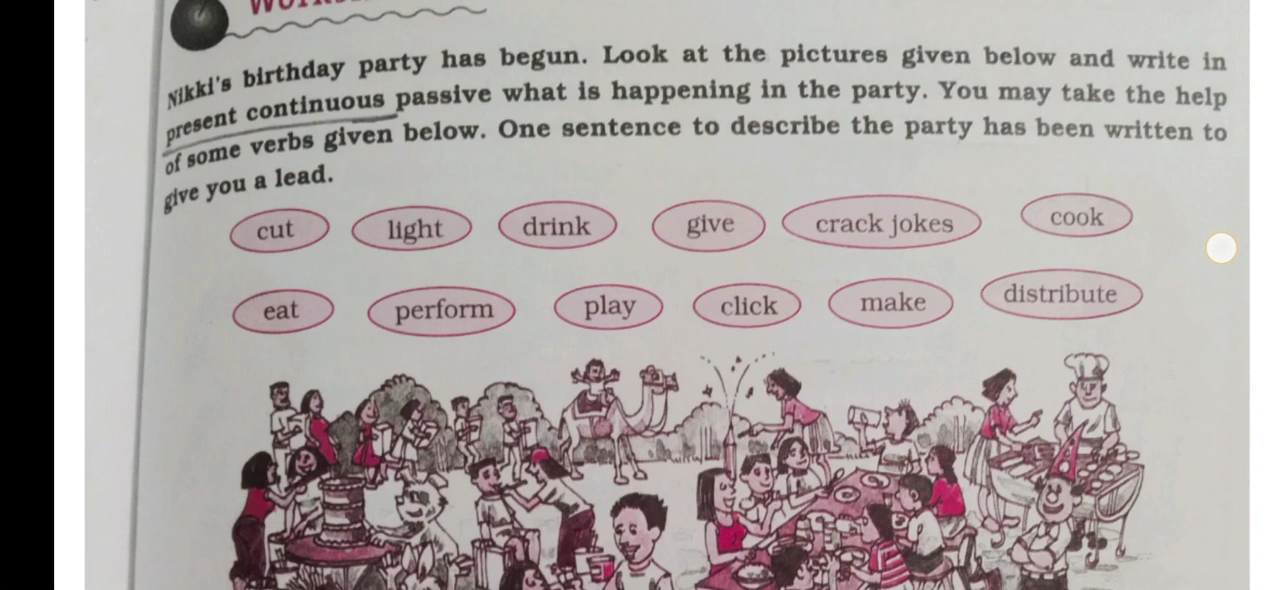 Nikki's birthday party has begun. Look at the pictures given below and write in
present continuous passive what is happening in the party. You may take the help
of some verbs given below. One sentence to describe the party has been written to
give you a lead.
cut light drink give crack jokes cook
eat perform play click make distribute